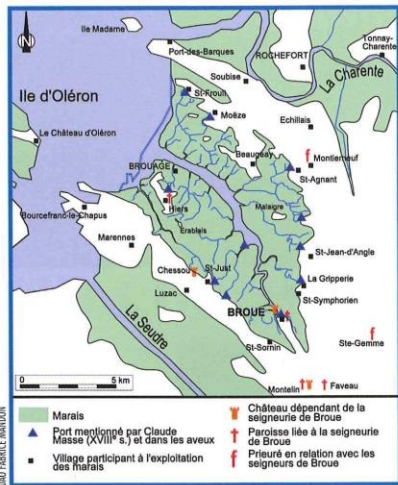 N
Ile Madame
Port-des-Barques
ROCHEFORT
Tonnay-
Charente
La Charente
Soubise
Ile d'Oléron
St-Froult
Moëze
Echillais
Le Château d'Oléron
BROUAGE
Beaugeay
Montierneuf
St-Agnant
Hiers
Malaigre
Bourcefranc-le-Chapus
Erablais
Marennes
St-Jean-d'Angle
Chessous
St-Just
La Gripperie
Luzac
St-Symphorien
BROUE
La Seudre
St-Sornin
Ste-Gemme
0 5 km
Montelin
Faveau
Marais
Port mentionné par Claude
Masse (XVIIIe s.) et dans les aveux
Village participant à l'exploitation
des marais
Château dépendant de la
seigneurie de Broue
Paroisse liée à la seigneurie
de Broue
Prieuré en relation avec les
seigneurs de Broue
DAO FABRICE MANDON